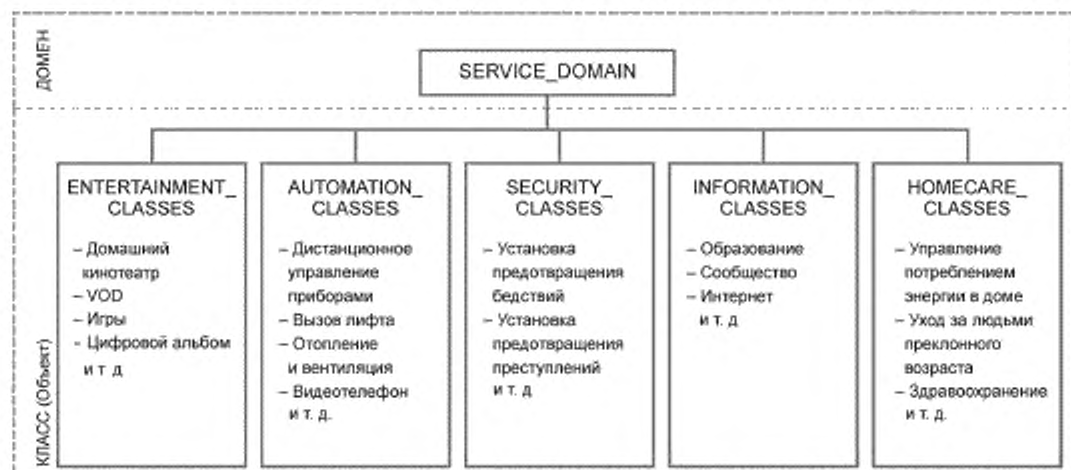 ДОМЕН
SERVICE_DOMAIN
КЛАСС (Объект)
ENTERTAINMENT_
CLASSES
– Домашний
кинотеатр
– VOD
– Игры
- Цифровой альбом
и т д
AUTOMATION_
CLASSES
– Дистанционное
управление
приборами
– Вызов лифта
– Отопление
и вентиляция
– Видеотелефон
и т. д.
SECURITY_
CLASSES
– Установка
предотвращения
бедствий
– Установка
предотвращения
преступлений
и т. д
INFORMATION_
CLASSES
– Образование
– Сообщество
– Интернет
и т. д
HOMECARE_
CLASSES
– Управление
потреблением
энергии в доме
– Уход за людьми
преклонного
возраста
– Здравоохранение
и т. д.